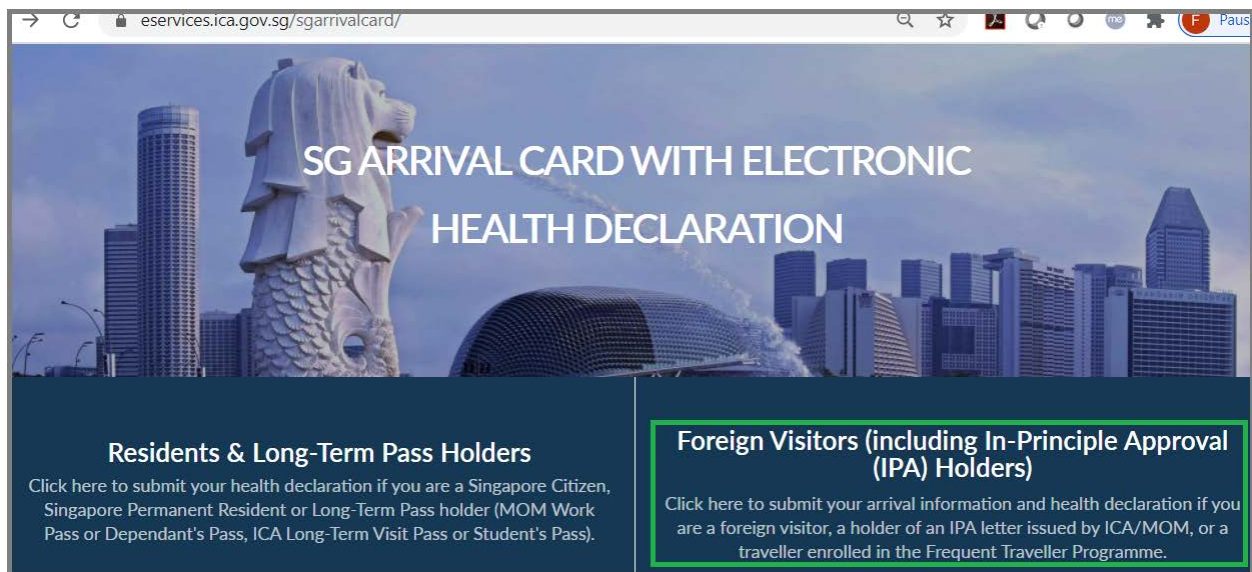 eservices.ica.gov.sg/sgarrivalcard/
me
F
Paus
SG ARRIVAL CARD WITH ELECTRONIC
HEALTH DECLARATION
Residents & Long-Term Pass Holders
Click here to submit your health declaration if you are a Singapore Citizen,
Singapore Permanent Resident or Long-Term Pass holder (MOM Work
Pass or Dependant's Pass, ICA Long-Term Visit Pass or Student's Pass).
Foreign Visitors (including In-Principle Approval
(IPA) Holders)
Click here to submit your arrival information and health declaration if you
are a foreign visitor, a holder of an IPA letter issued by ICA/MOM, or a
traveller enrolled in the Frequent Traveller Programme.